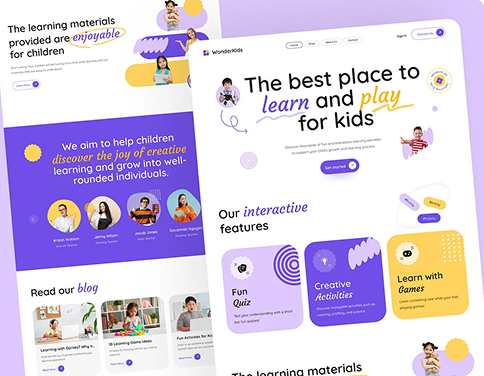 The learning materials
provided are enjoyable
for children
Learn More
We aim to help children
discover the joy of creative
learning and grow into well-
rounded individuals.
Jenny Wilson
Jacob Jones
Savannah Nguyen
Read our blog
Learning with Games? Why n...
10 Learning Game Ideas
Fun Activities for Kids
Read More
Read More
Read More
WonderKids
Home
Shop
About Us
Contact
Sign In
Contact Us
The best place to
learn and play
for kids
Discover thousands of fun and interactive learning activities
to support your child's growth and learning process.
Get started
Our interactive
features
Fun
Quiz
Test your understanding with a short
but fun quizzes!
Creative
Activities
Discover enjoyable activities such as
coloring, crafting, and science.
Learn with
Games
Learn something new while your kids
playing games!
The learning materials